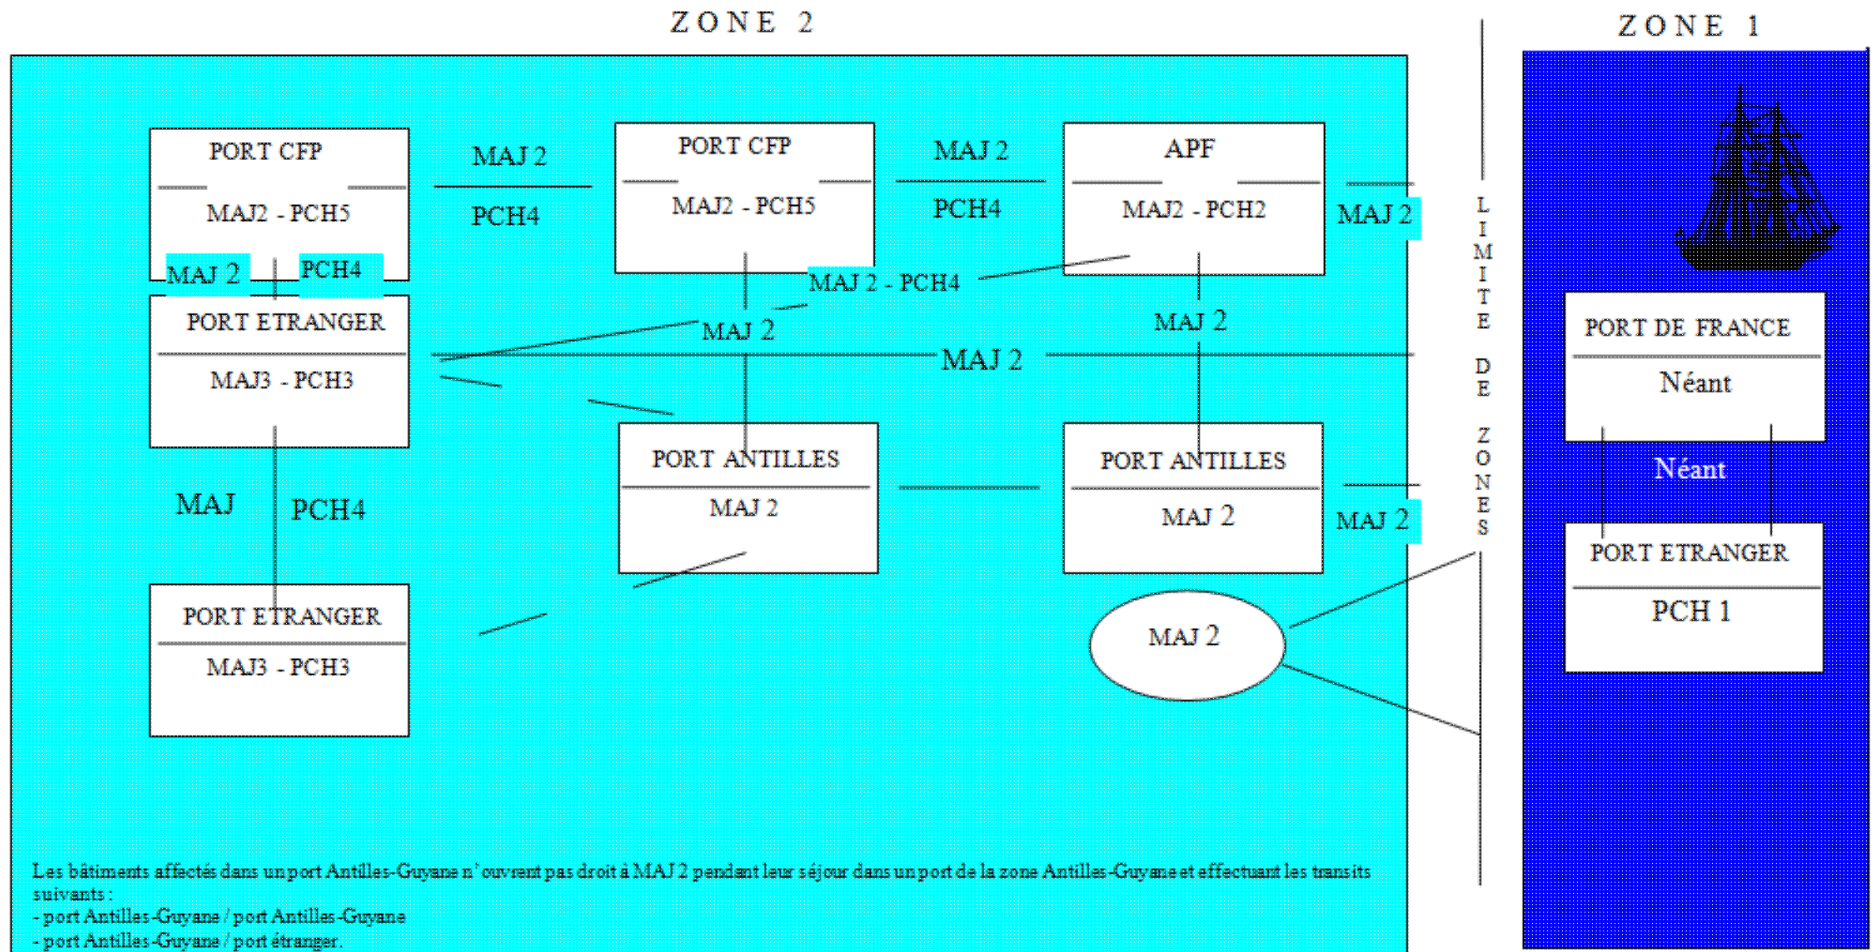 ZONE 2
ZONE 1
PORT CFP
MAJ2 - PCH5
MAJ 2
PCH4
PORT CFP
MAJ2 - PCH5
MAJ 2
PCH4
APF
MAJ2 - PCH2
MAJ 2
MAJ 2
PCH4
MAJ 2 - PCH4
PORT ETRANGER
MAJ3 - PCH3
MAJ 2
MAJ 2
MAJ 2
PORT ANTILLES
MAJ 2
PORT ANTILLES
MAJ 2
MAJ 2
MAJ
PCH4
PORT ETRANGER
MAJ3 - PCH3
MAJ 2
LIMITE DE ZONES
PORT DE FRANCE
Néant
Néant
PORT ETRANGER
PCH 1
Les bâtiments affectés dans un port Antilles-Guyane n'ouvrent pas droit à MAJ 2 pendant leur séjour dans un port de la zone Antilles-Guyane et effectuant les transits
suivants :
- port Antilles-Guyane / port Antilles-Guyane
- port Antilles-Guyane / port étranger.